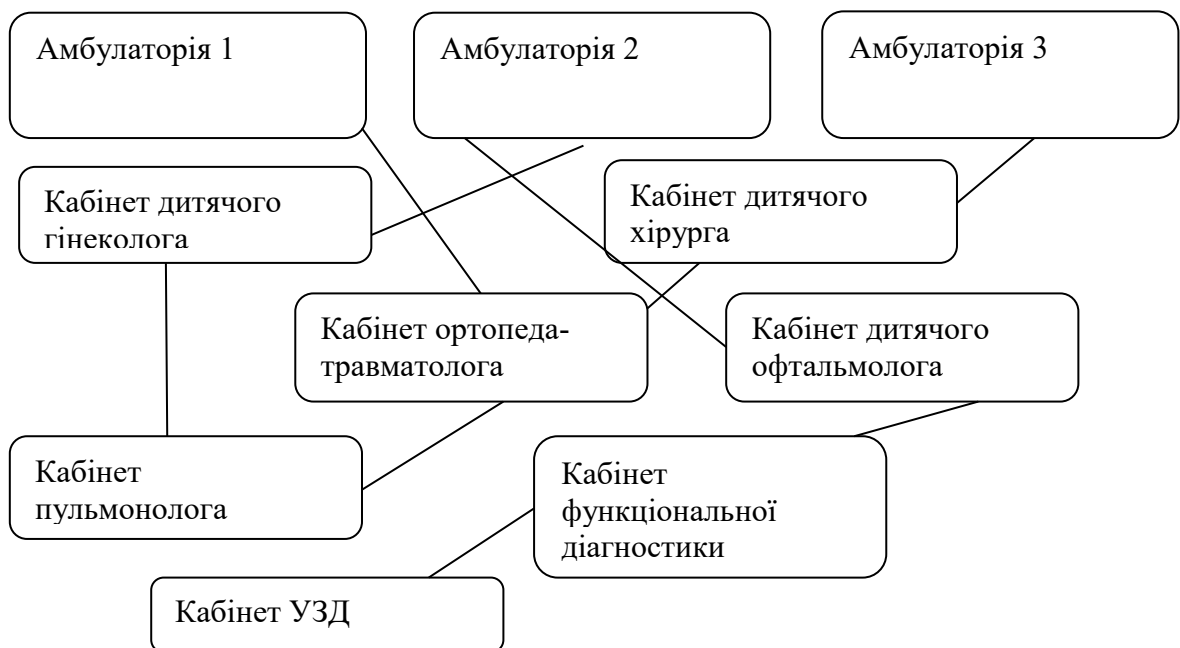 Амбулаторія 1
Амбулаторія 2
Амбулаторія 3
Кабінет дитячого
гінеколога
Кабінет дитячого
хірурга
Кабінет ортопеда-
травматолога
Кабінет дитячого
офтальмолога
Кабінет
пульмонолога
Кабінет
функціональної
діагностики
Кабінет УЗД